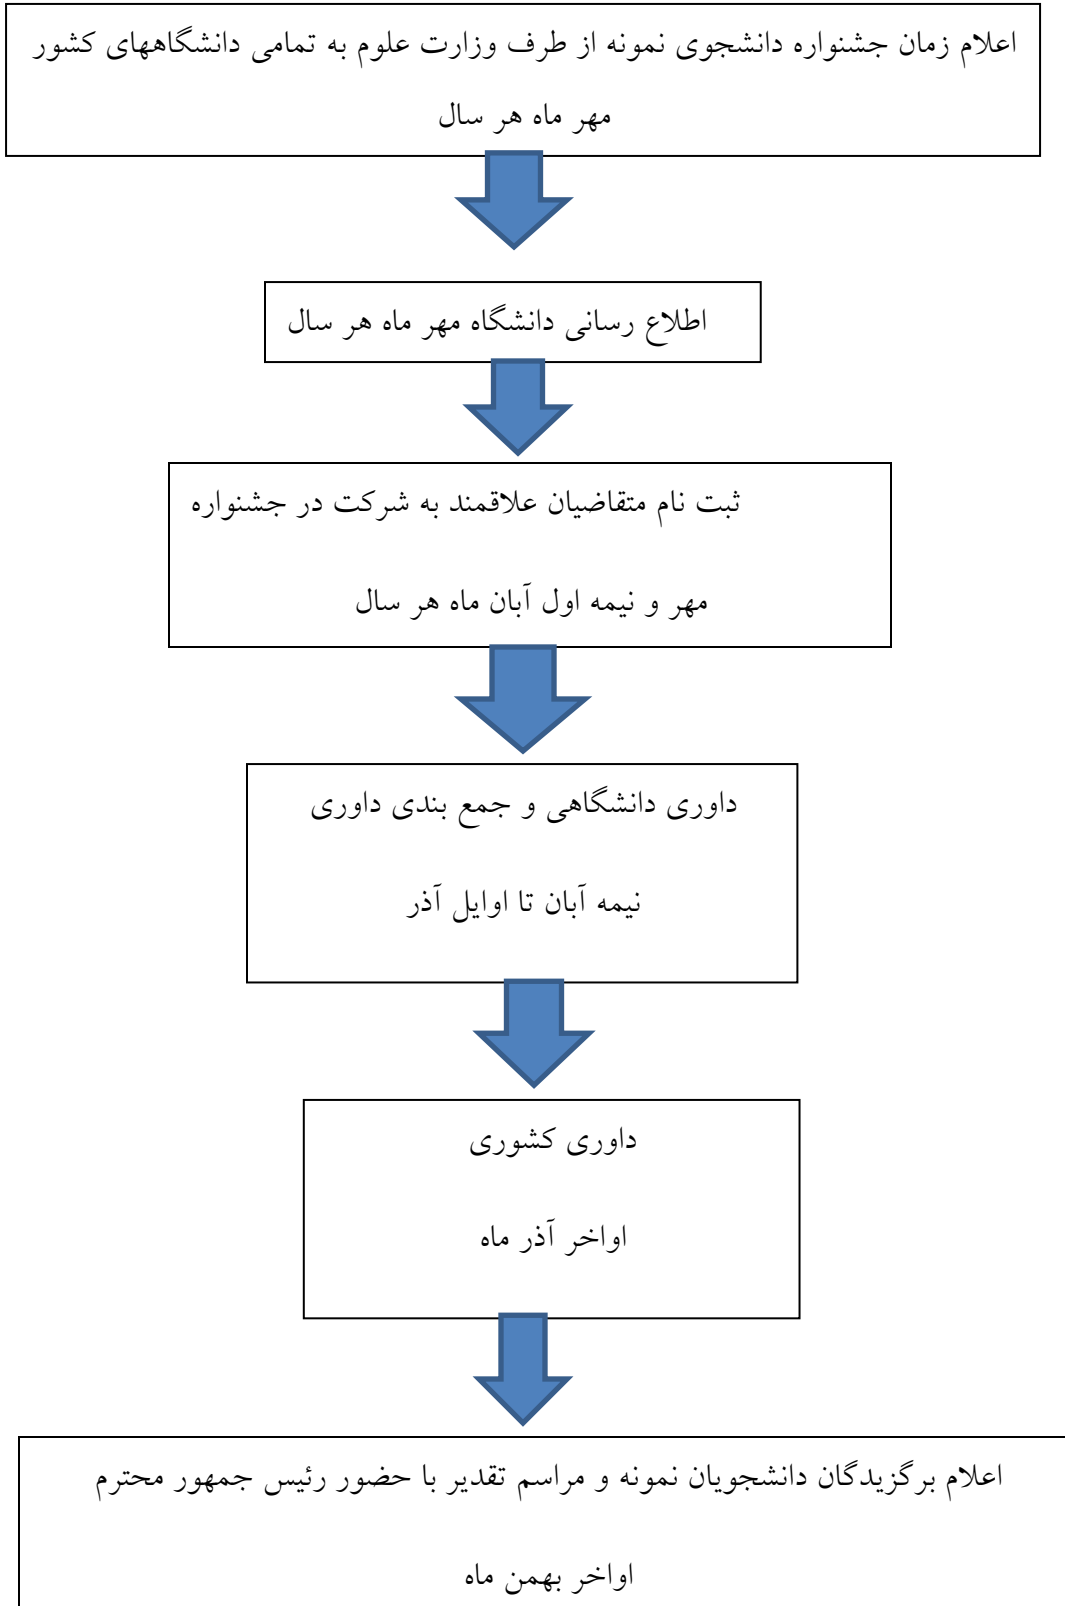 اعلام زمان جشنواره دانشجوی نمونه از طرف وزارت علوم به تمامی دانشگاههای کشور
مهر ماه هر سال
اطلاع رسانی دانشگاه مهر ماه هر سال
ثبت نام متقاضیان علاقمند به شرکت در جشنواره
مهر و نیمه اول آبان ماه هر سال
داوری دانشگاهی و جمع بندی داوری
نیمه آبان تا اوایل آذر
داوری کشوری
اواخر آذر ماه
اعلام برگزیدگان دانشجویان نمونه و مراسم تقدیر با حضور رئیس جمهور محترم
اواخر بهمن ماه